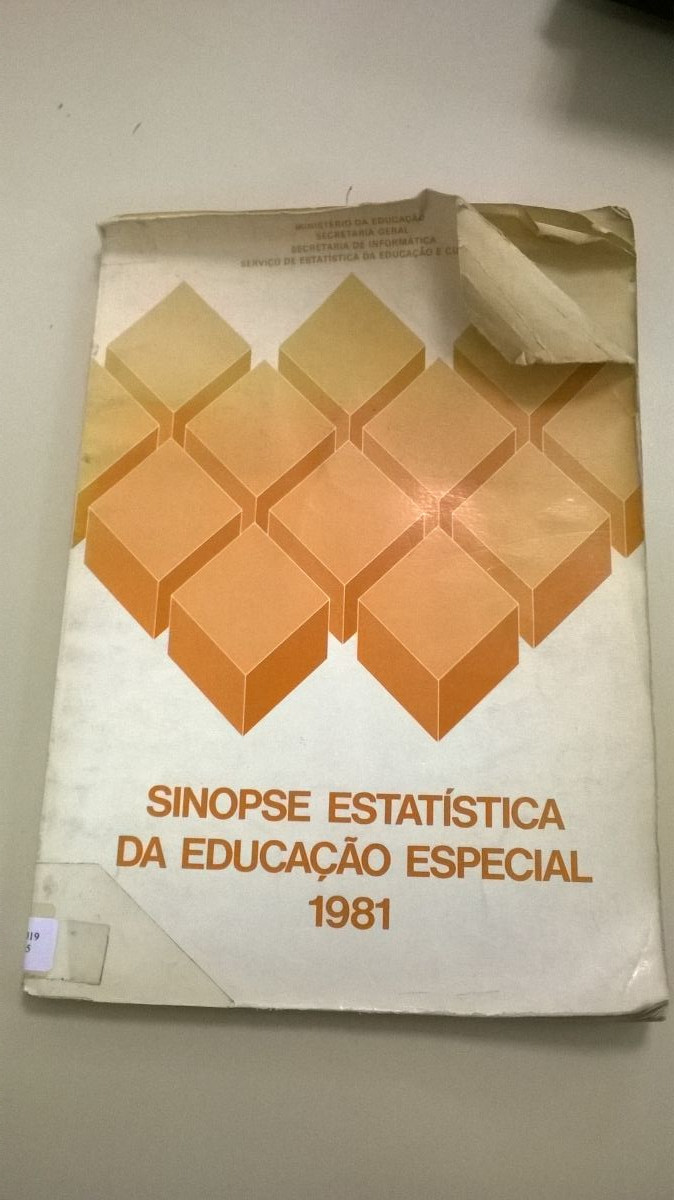 MINISTÉRIO DA EDUCAÇÃO
SECRETARIA GERAL
SECRETARIA DE INFORMÁTICA
SERVIÇO DE ESTATÍSTICA DA EDUCAÇÃO E
SINOPSE ESTATÍSTICA
DA EDUCAÇÃO ESPECIAL
1981